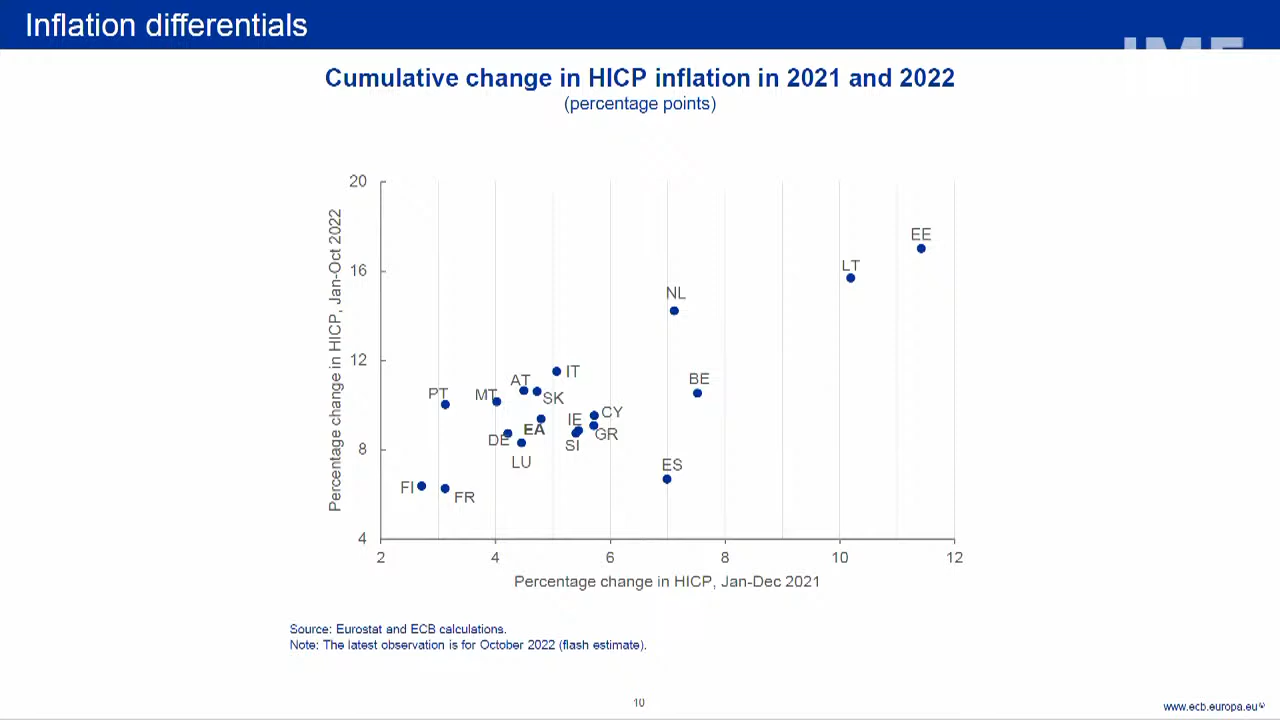 Inflation differentials
IMF
Cumulative change in HICP inflation in 2021 and 2022
(percentage points)
20
16
12
8
4
Percentage change in HICP, Jan-Oct 2022
EE
LT
NL
BE
IT
AT
SK
PT
MT
CY
IE
GR
EA
DE
SI
LU
ES
FI
FR
2
4
6
8
10
12
Percentage change in HICP, Jan-Dec 2021
Source: Eurostat and ECB calculations.
Note: The latest observation is for October 2022 (flash estimate).
10
www.ecb.europa.eu©